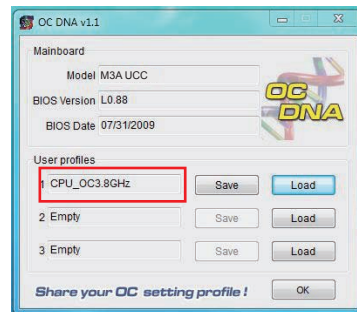 OC DNA v1.1
Mainboard
Model M3A UCC
BIOS Version L0.88
BIOS Date 07/31/2009
OC
DNA
User profiles
1 CPU_OC3.8GHz Save Load
2 Empty Save Load
3 Empty Save Load
Share your OC setting profile! OK